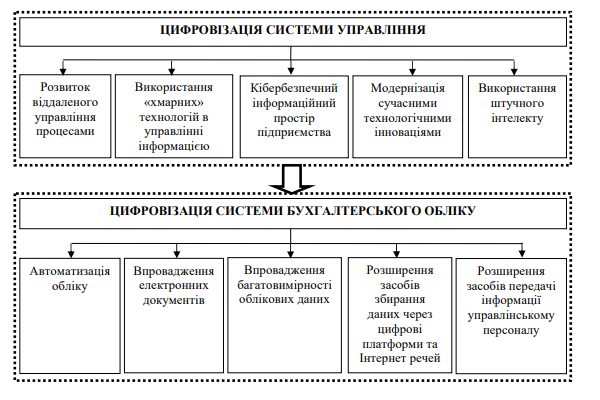 ЦИФРОВІЗАЦІЯ СИСТЕМИ УПРАВЛІННЯ
Розвиток
віддаленого
управління
процесами
Використання
«хмарних»
технологій в
управлінні
інформацією
Кібербезпечний
інформаційний
простір
підприємства
Модернізація
сучасними
технологічними
інноваціями
Використання
штучного
інтелекту
ЦИФРОВІЗАЦІЯ СИСТЕМИ БУХГАЛТЕРСЬКОГО ОБЛІКУ
Автоматизація
обліку
Впровадження
електронних
документів
Впровадження
багатовимірності
облікових даних
Розширення
засобів
збирання
даних через
цифрові
платформи та
Інтернет речей
Розширення
засобів передачі
інформації
управлінському
персоналу